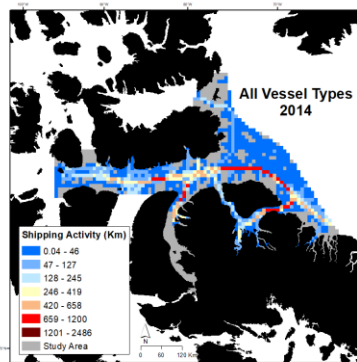 All Vessel Types
2014
Shipping Activity (Km)
0.04 - 46
47 - 127
128 - 245
246 - 419
420 - 658
659 - 1200
1201 - 2486
Study Area
N
0
60
120 Km